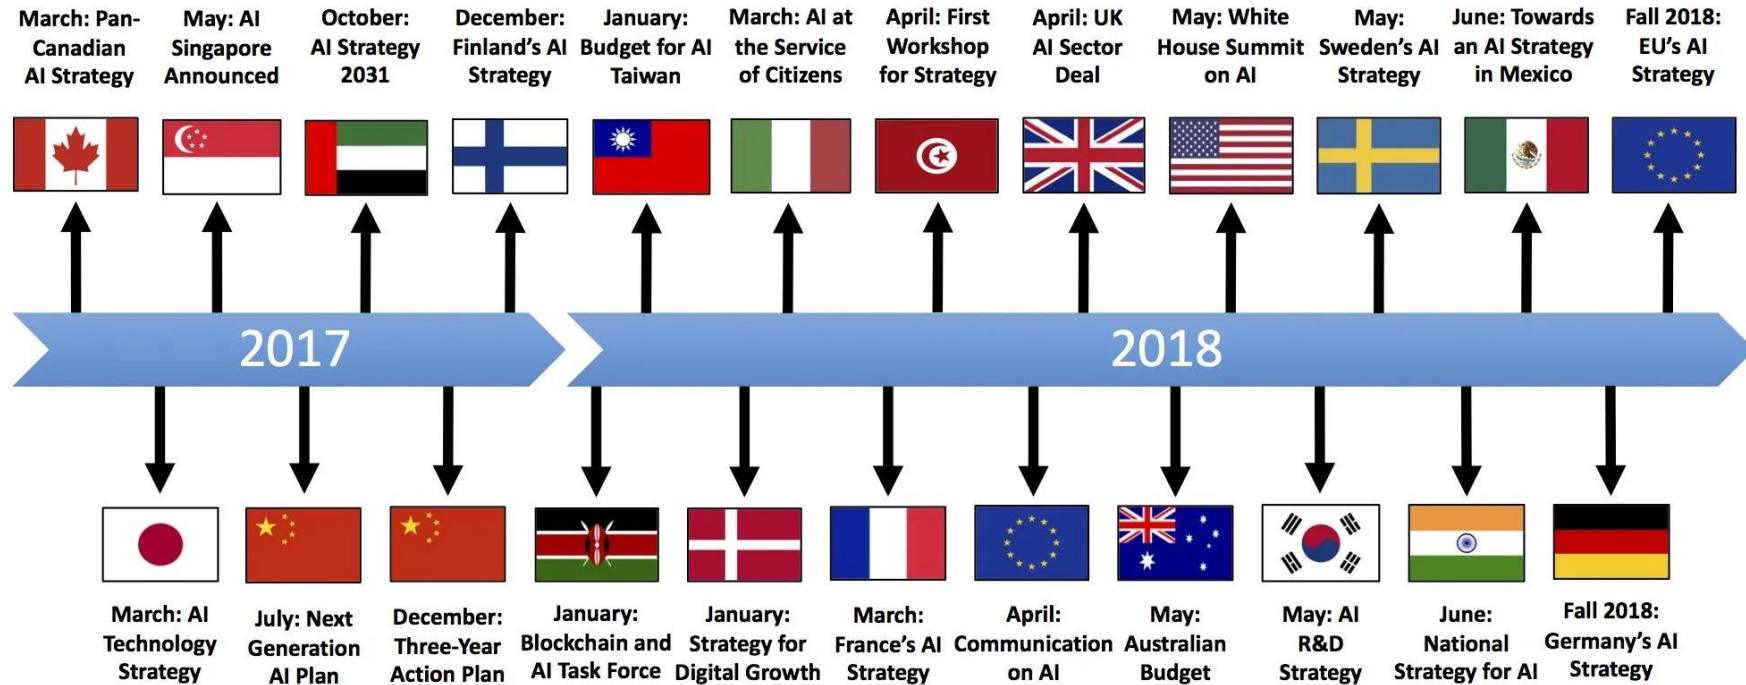 March: Pan-
Canadian
AI Strategy
May: AI
Singapore
Announced
October:
AI Strategy
2031
December:
Finland’s AI
Strategy
January:
Budget for AI
Taiwan
March: AI at
the Service
of Citizens
April: First
Workshop
for Strategy
April: UK
AI Sector
Deal
May: White
House Summit
on AI
May:
Sweden’s AI
Strategy
June: Towards
an AI Strategy
in Mexico
Fall 2018:
EU’s AI
Strategy
2017
2018
March: AI
Technology
Strategy
July: Next
Generation
AI Plan
December:
Three-Year
Action Plan
January:
Blockchain and
AI Task Force
January:
Strategy for
Digital Growth
March:
France’s AI
Strategy
April:
Communication
on AI
May:
Australian
Budget
May: AI
R&D
Strategy
June:
National
Strategy for AI
Fall 2018:
Germany’s AI
Strategy